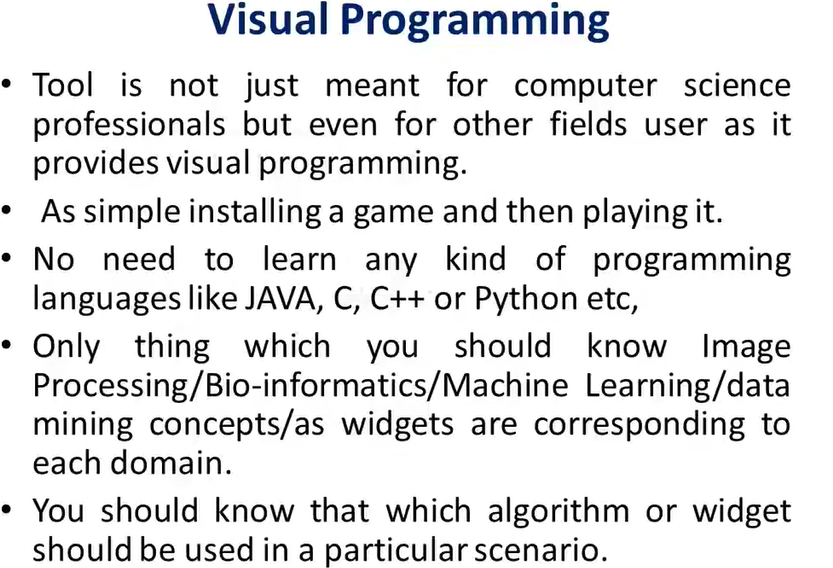 Visual Programming
• Tool is not just meant for computer science
professionals but even for other fields user as it
provides visual programming.
• As simple installing a game and then playing it.
• No need to learn any kind of programming
languages like JAVA, C, C++ or Python etc,
• Only thing which you should know Image
Processing/Bio-informatics/Machine Learning/data
mining concepts/as widgets are corresponding to
each domain.
• You should know that which algorithm or widget
should be used in a particular scenario.